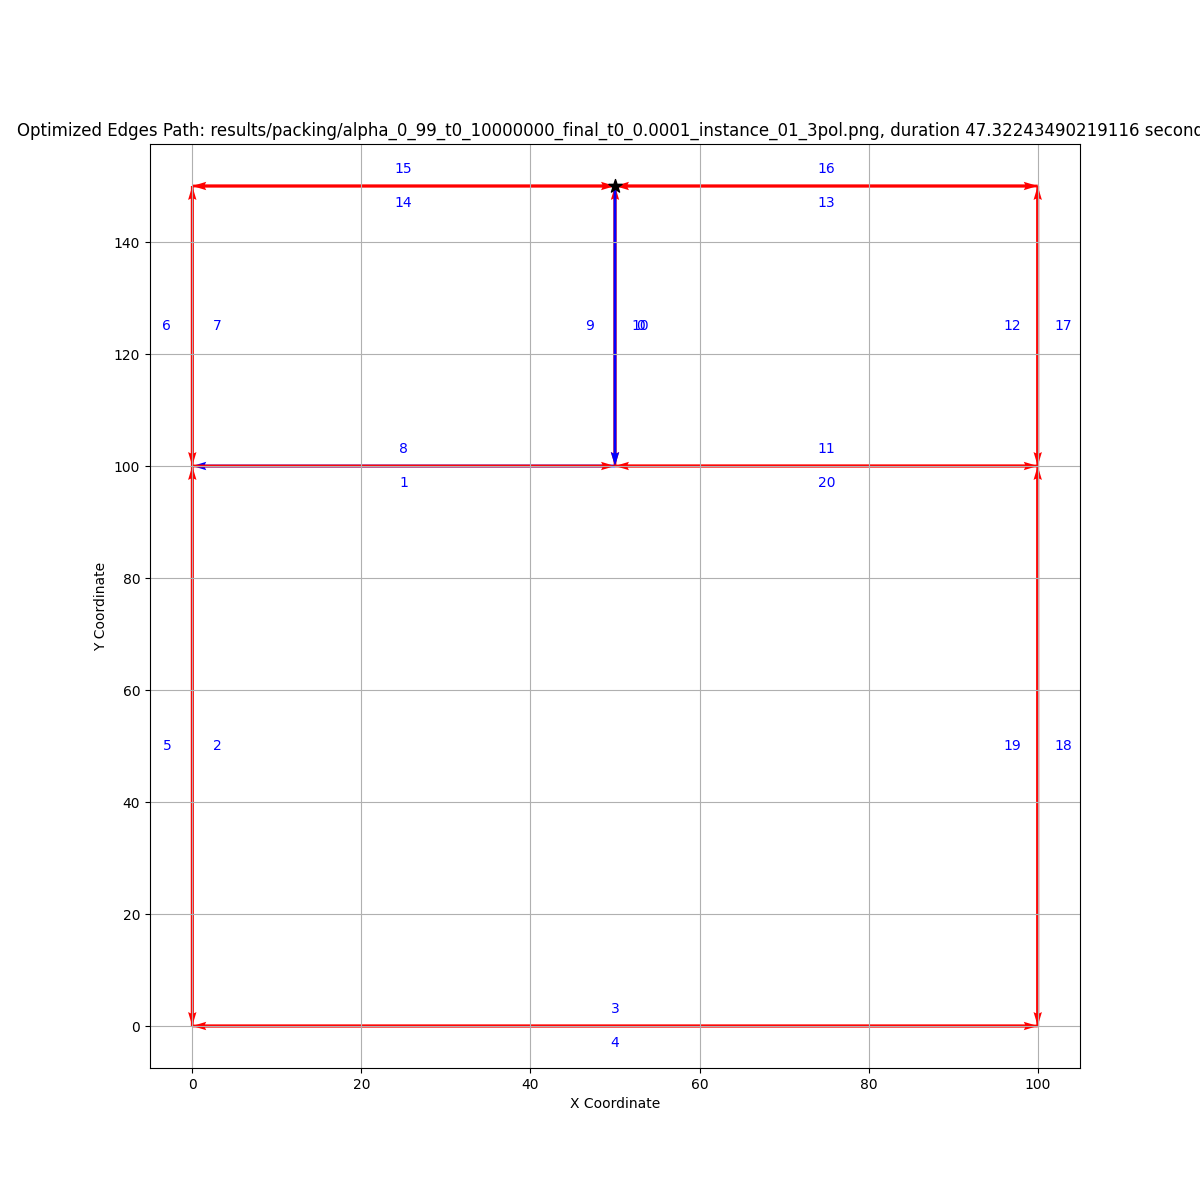 Optimized Edges Path: results/packing/alpha_0_99_t0_10000000_final_t0_0.0001_instance_01_3pol.png, duration 47.32243490219116 secon
15 16
14 13
140
6 7 9 10 0 12 17
120
8 11
100
1 20
80
Y Coordinate
60
5 2 19 18
40
20
3
0
4
0 20 40 60 80 100
X Coordinate